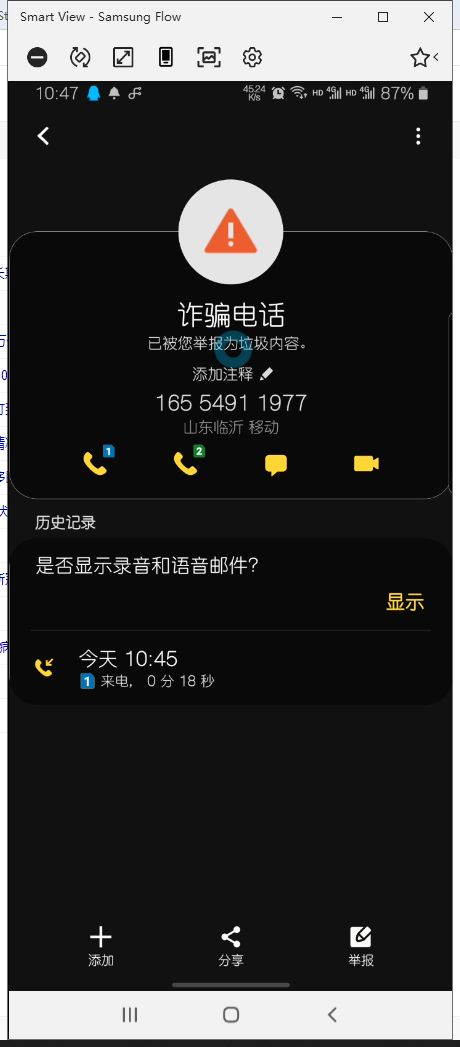 Smart View - Samsung Flow
10:47
45.24 K/s HD 4G HD 4G 87%
诈骗电话
已被您举报为垃圾内容。
添加注释
165 5491 1977
山东临沂 移动
1 2
历史记录
是否显示录音和语音邮件?
显示
今天 10:45
1 来电, 0 分 18 秒
添加 分享 举报